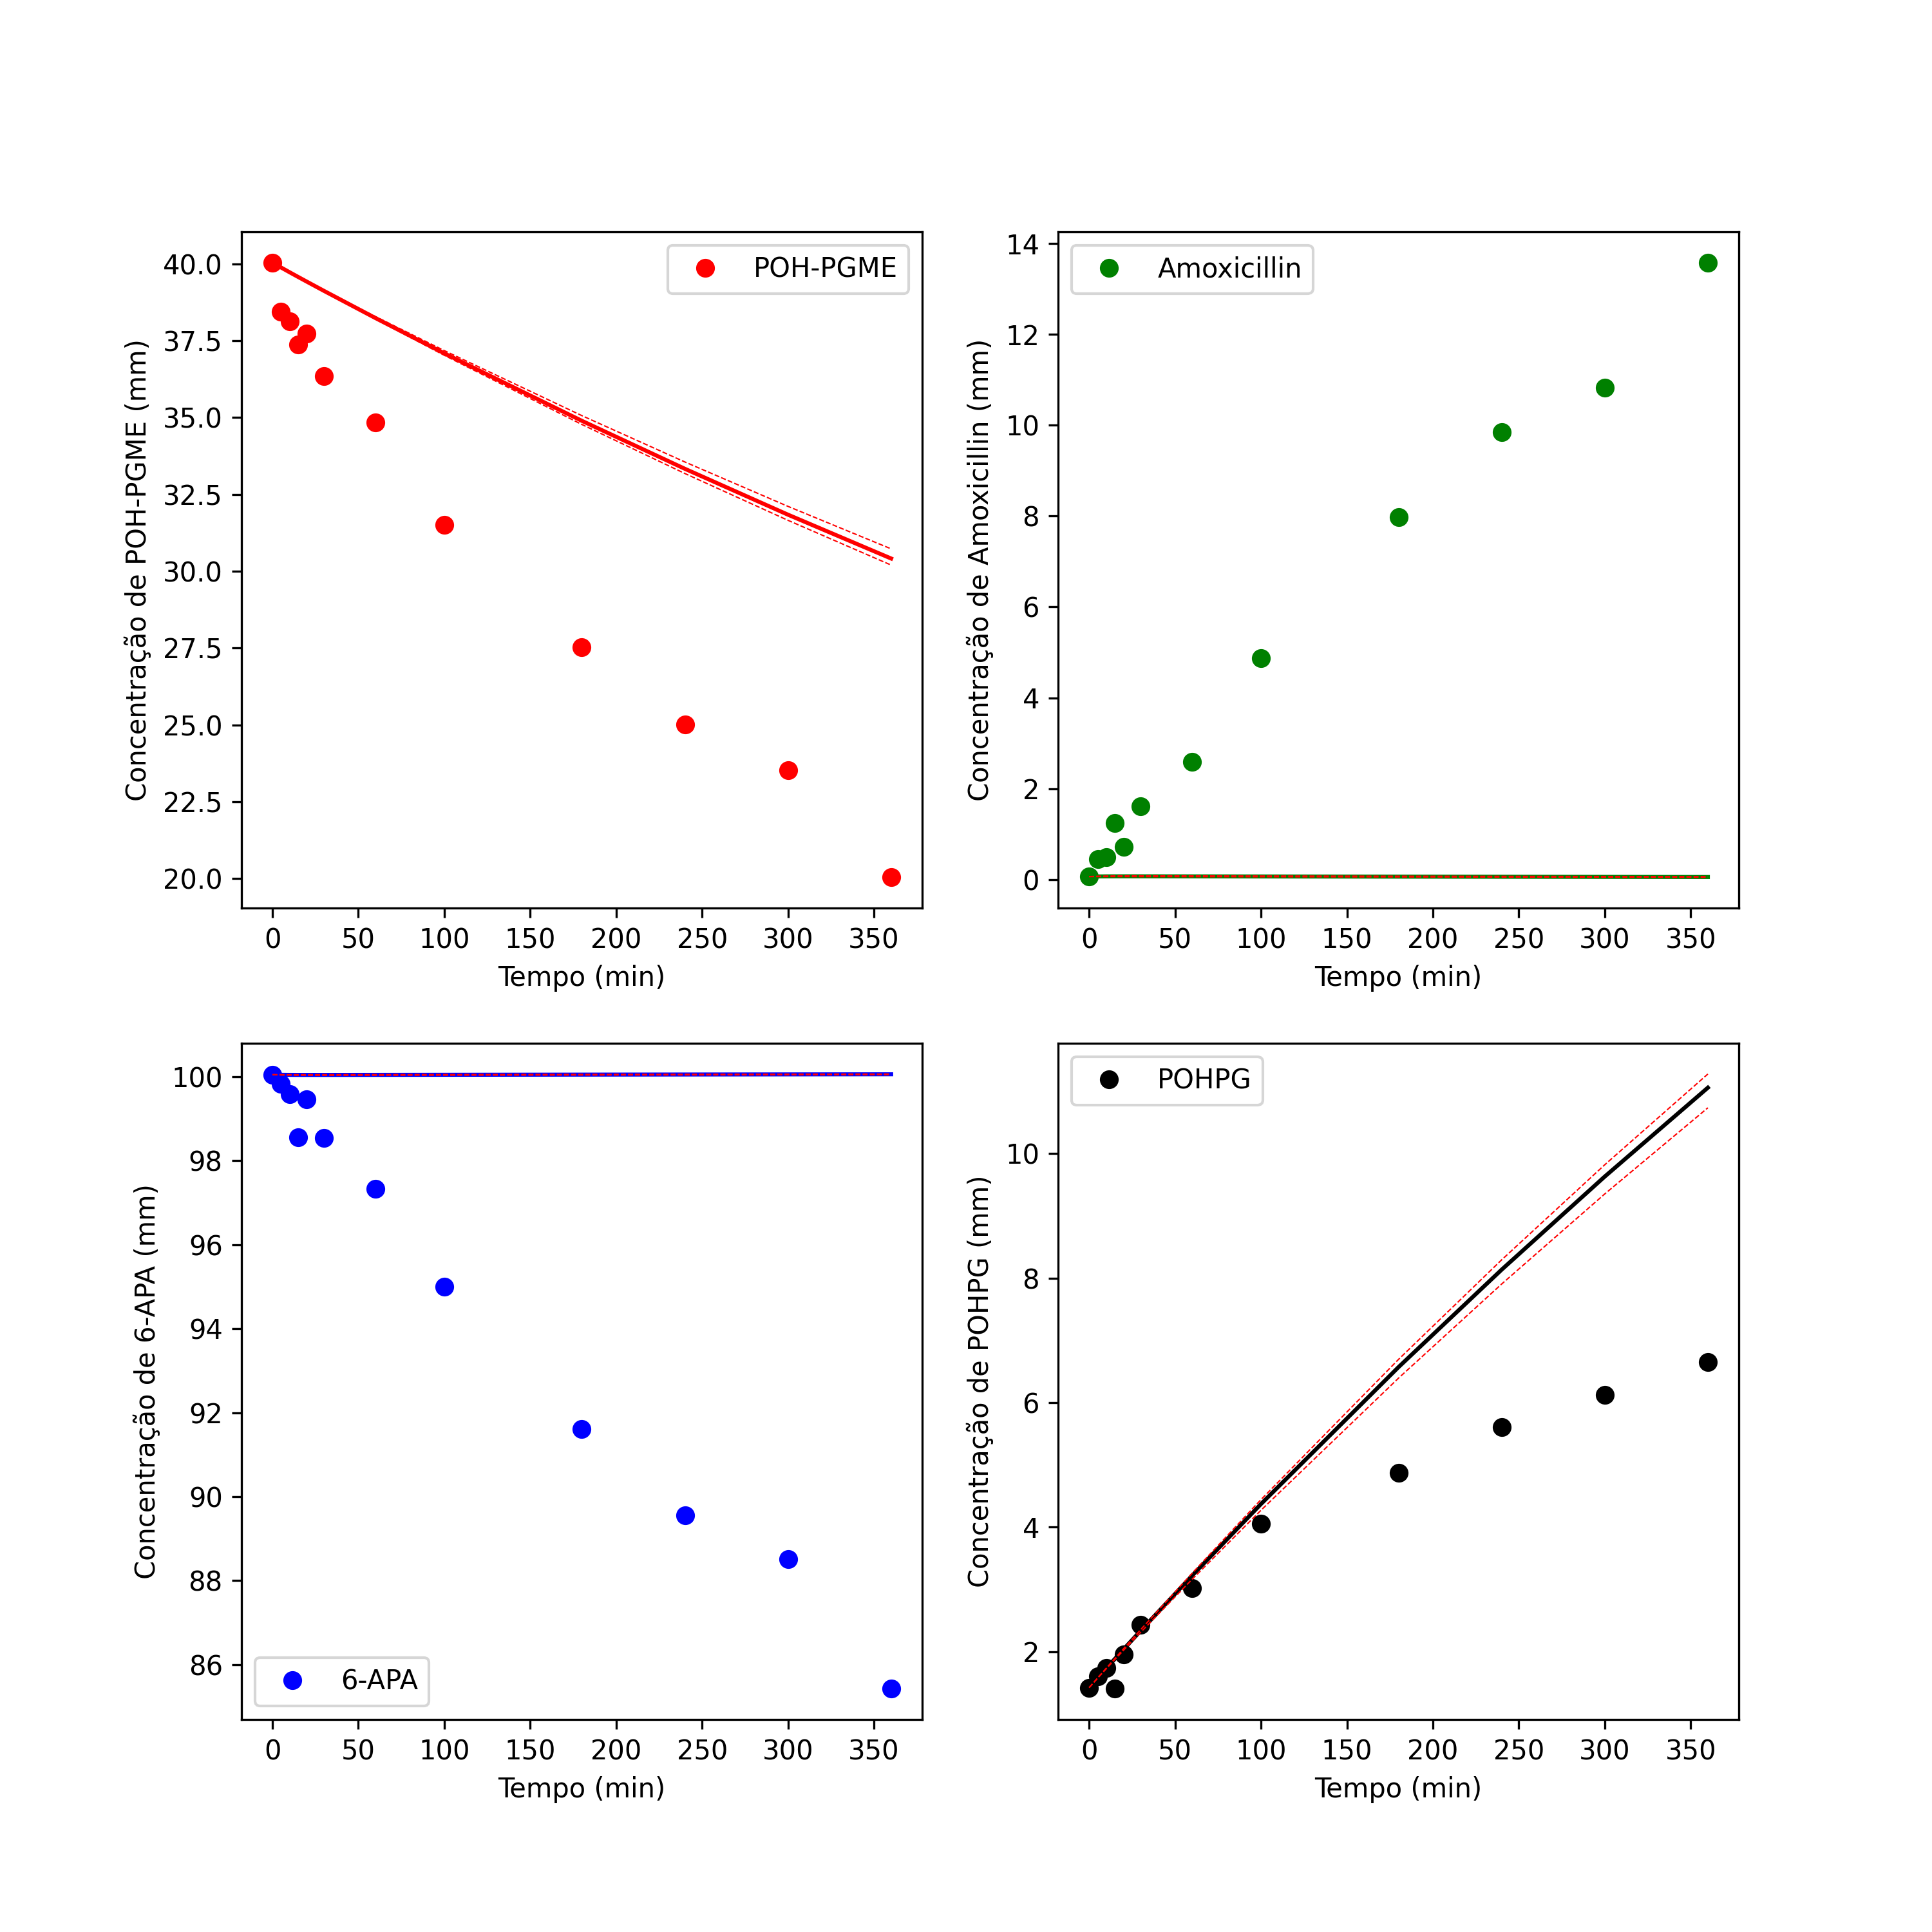 Concentração de POH-PGME (mm)
40.0
37.5
35.0
32.5
30.0
27.5
25.0
22.5
20.0
POH-PGME
0 50 100 150 200 250 300 350
Tempo (min)
Concentração de Amoxicillin (mm)
14
12
10
8
6
4
2
0
Amoxicillin
0 50 100 150 200 250 300 350
Tempo (min)
Concentração de 6-APA (mm)
100
98
96
94
92
90
88
86
6-APA
0 50 100 150 200 250 300 350
Tempo (min)
Concentração de POHPG (mm)
10
8
6
4
2
POHPG
0 50 100 150 200 250 300 350
Tempo (min)